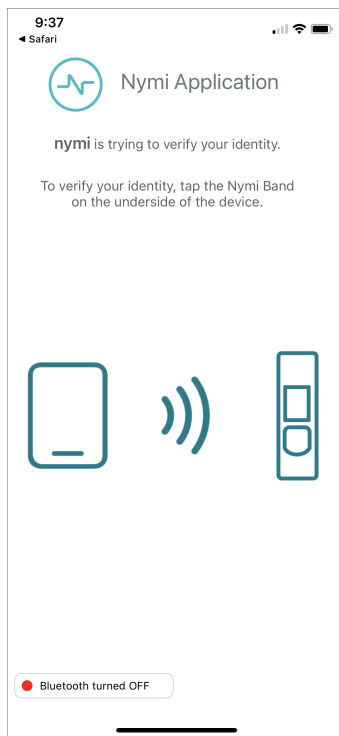 9:37
◀ Safari
Nymi Application
nymi is trying to verify your identity.
To verify your identity, tap the Nymi Band
on the underside of the device.
Bluetooth turned OFF